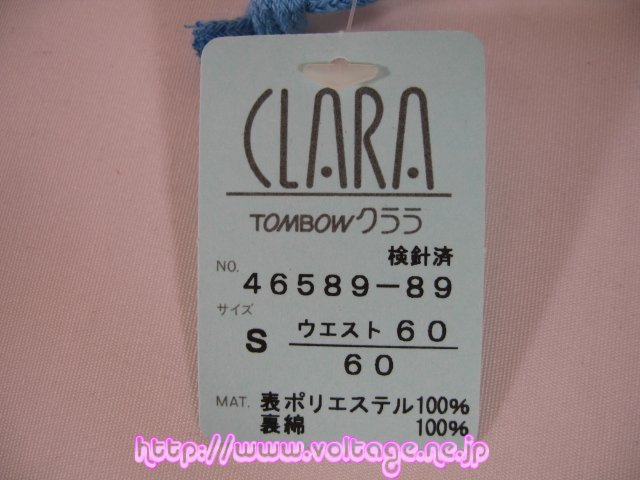 CLARA
TOMBOWクララ
検針済
NO. 46589-89
サイズ
S ウエスト 60
60
MAT. 表ポリエステル100%
裏綿 100%
http://www.voltage.ne.jp